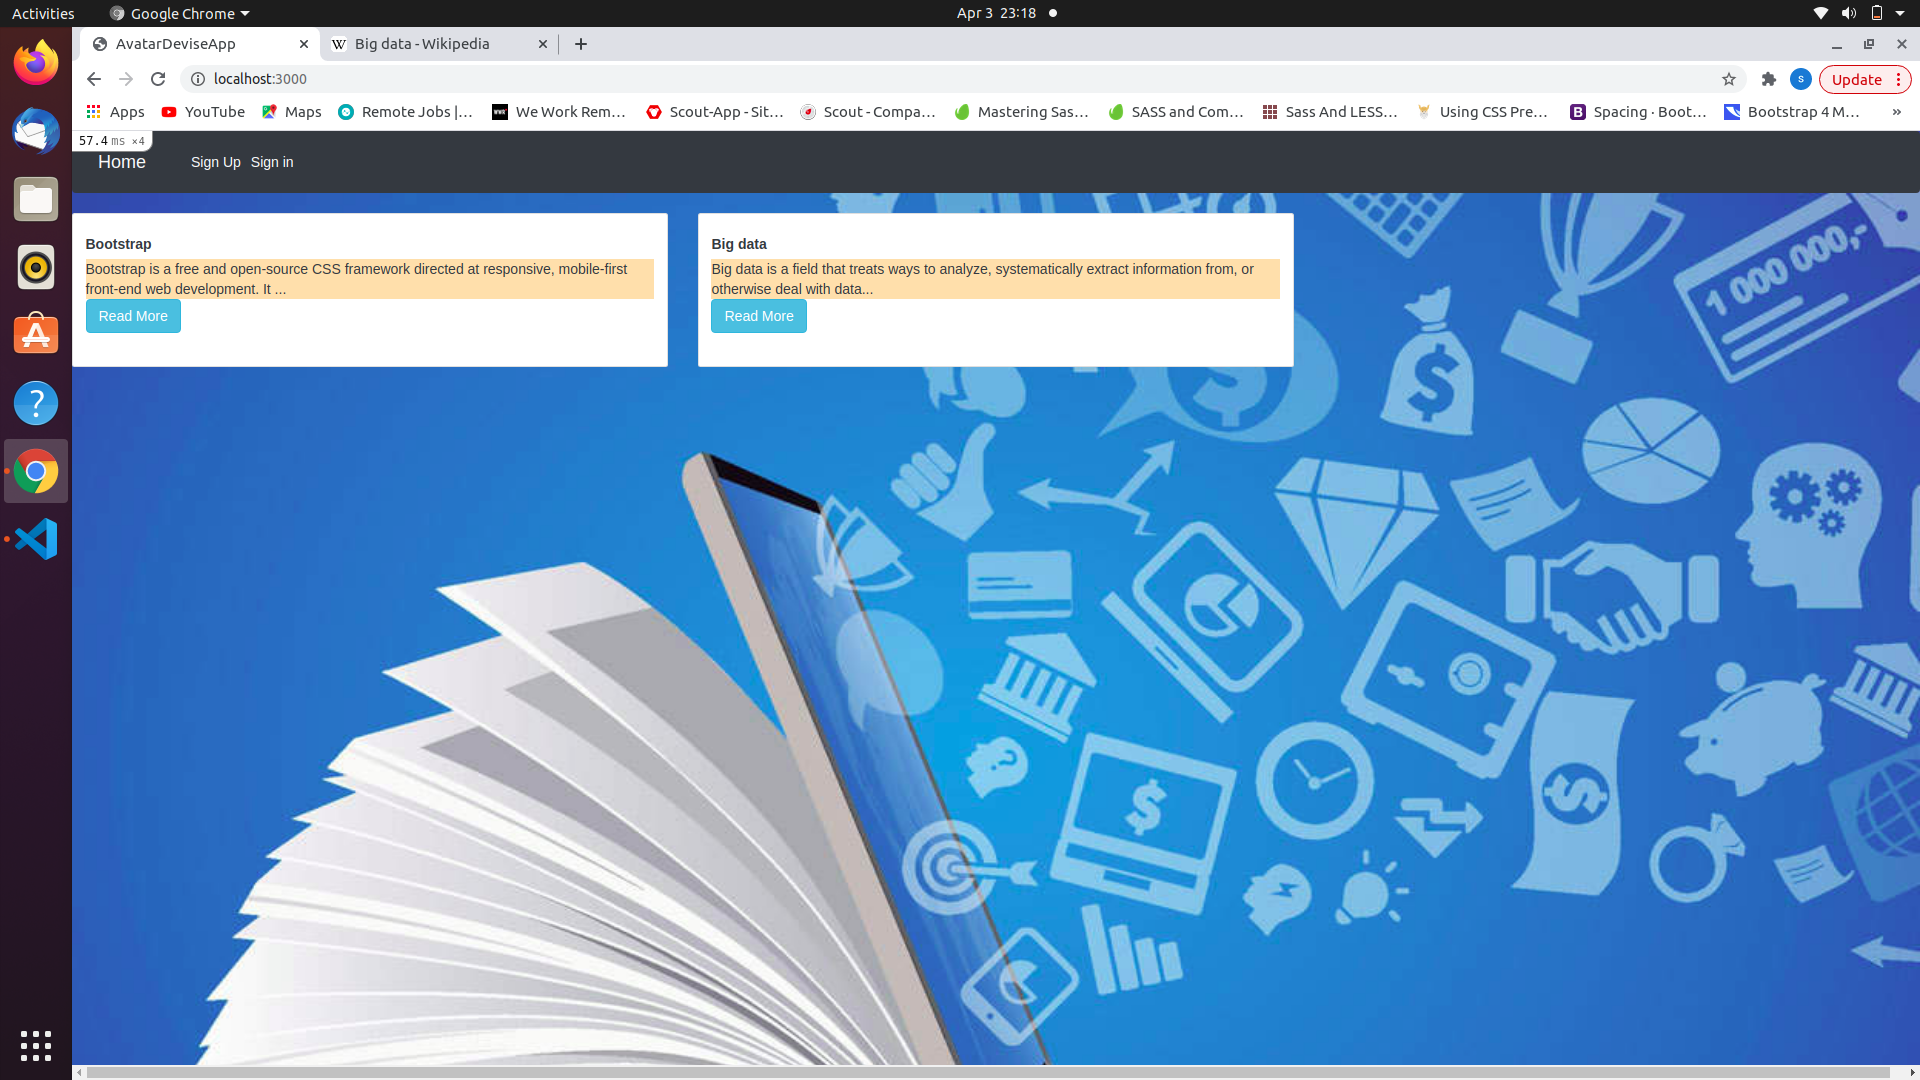 Activities
Google Chrome
Apr 3 23:18
AvatarDeviseApp
W Big data - Wikipedia
localhost:3000
S
Update
Apps
YouTube
Maps
Remote Jobs |...
We Work Rem...
Scout-App - Sit...
Scout - Compa...
Mastering Sas...
SASS and Com...
Sass And LESS...
Using CSS Pre...
B Spacing · Boot...
Bootstrap 4 M...
»
57.4 ms ×4
Home
Sign Up
Sign in
Bootstrap
Bootstrap is a free and open-source CSS framework directed at responsive, mobile-first
front-end web development. It ...
Read More
Big data
Big data is a field that treats ways to analyze, systematically extract information from, or
otherwise deal with data...
Read More
1 000 000,-
$
$
?
$
$